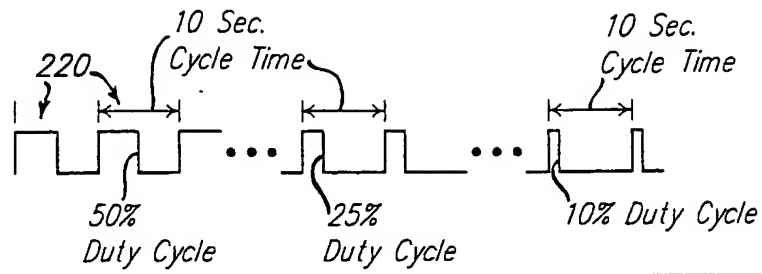 10 Sec.
Cycle Time
10 Sec.
Cycle Time
220
50%
Duty Cycle
25%
Duty Cycle
10% Duty Cycle